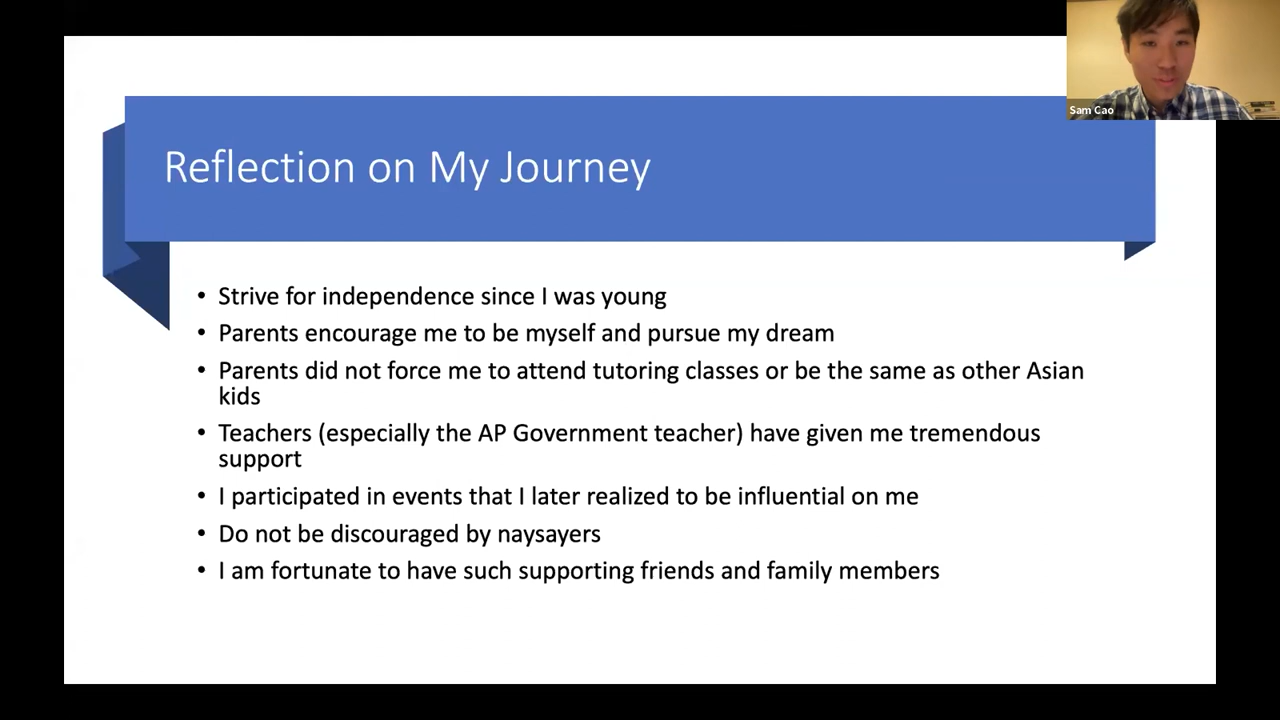 Sam Cao
Reflection on My Journey
• Strive for independence since I was young
• Parents encourage me to be myself and pursue my dream
• Parents did not force me to attend tutoring classes or be the same as other Asian
kids
• Teachers (especially the AP Government teacher) have given me tremendous
support
• I participated in events that I later realized to be influential on me
• Do not be discouraged by naysayers
• I am fortunate to have such supporting friends and family members